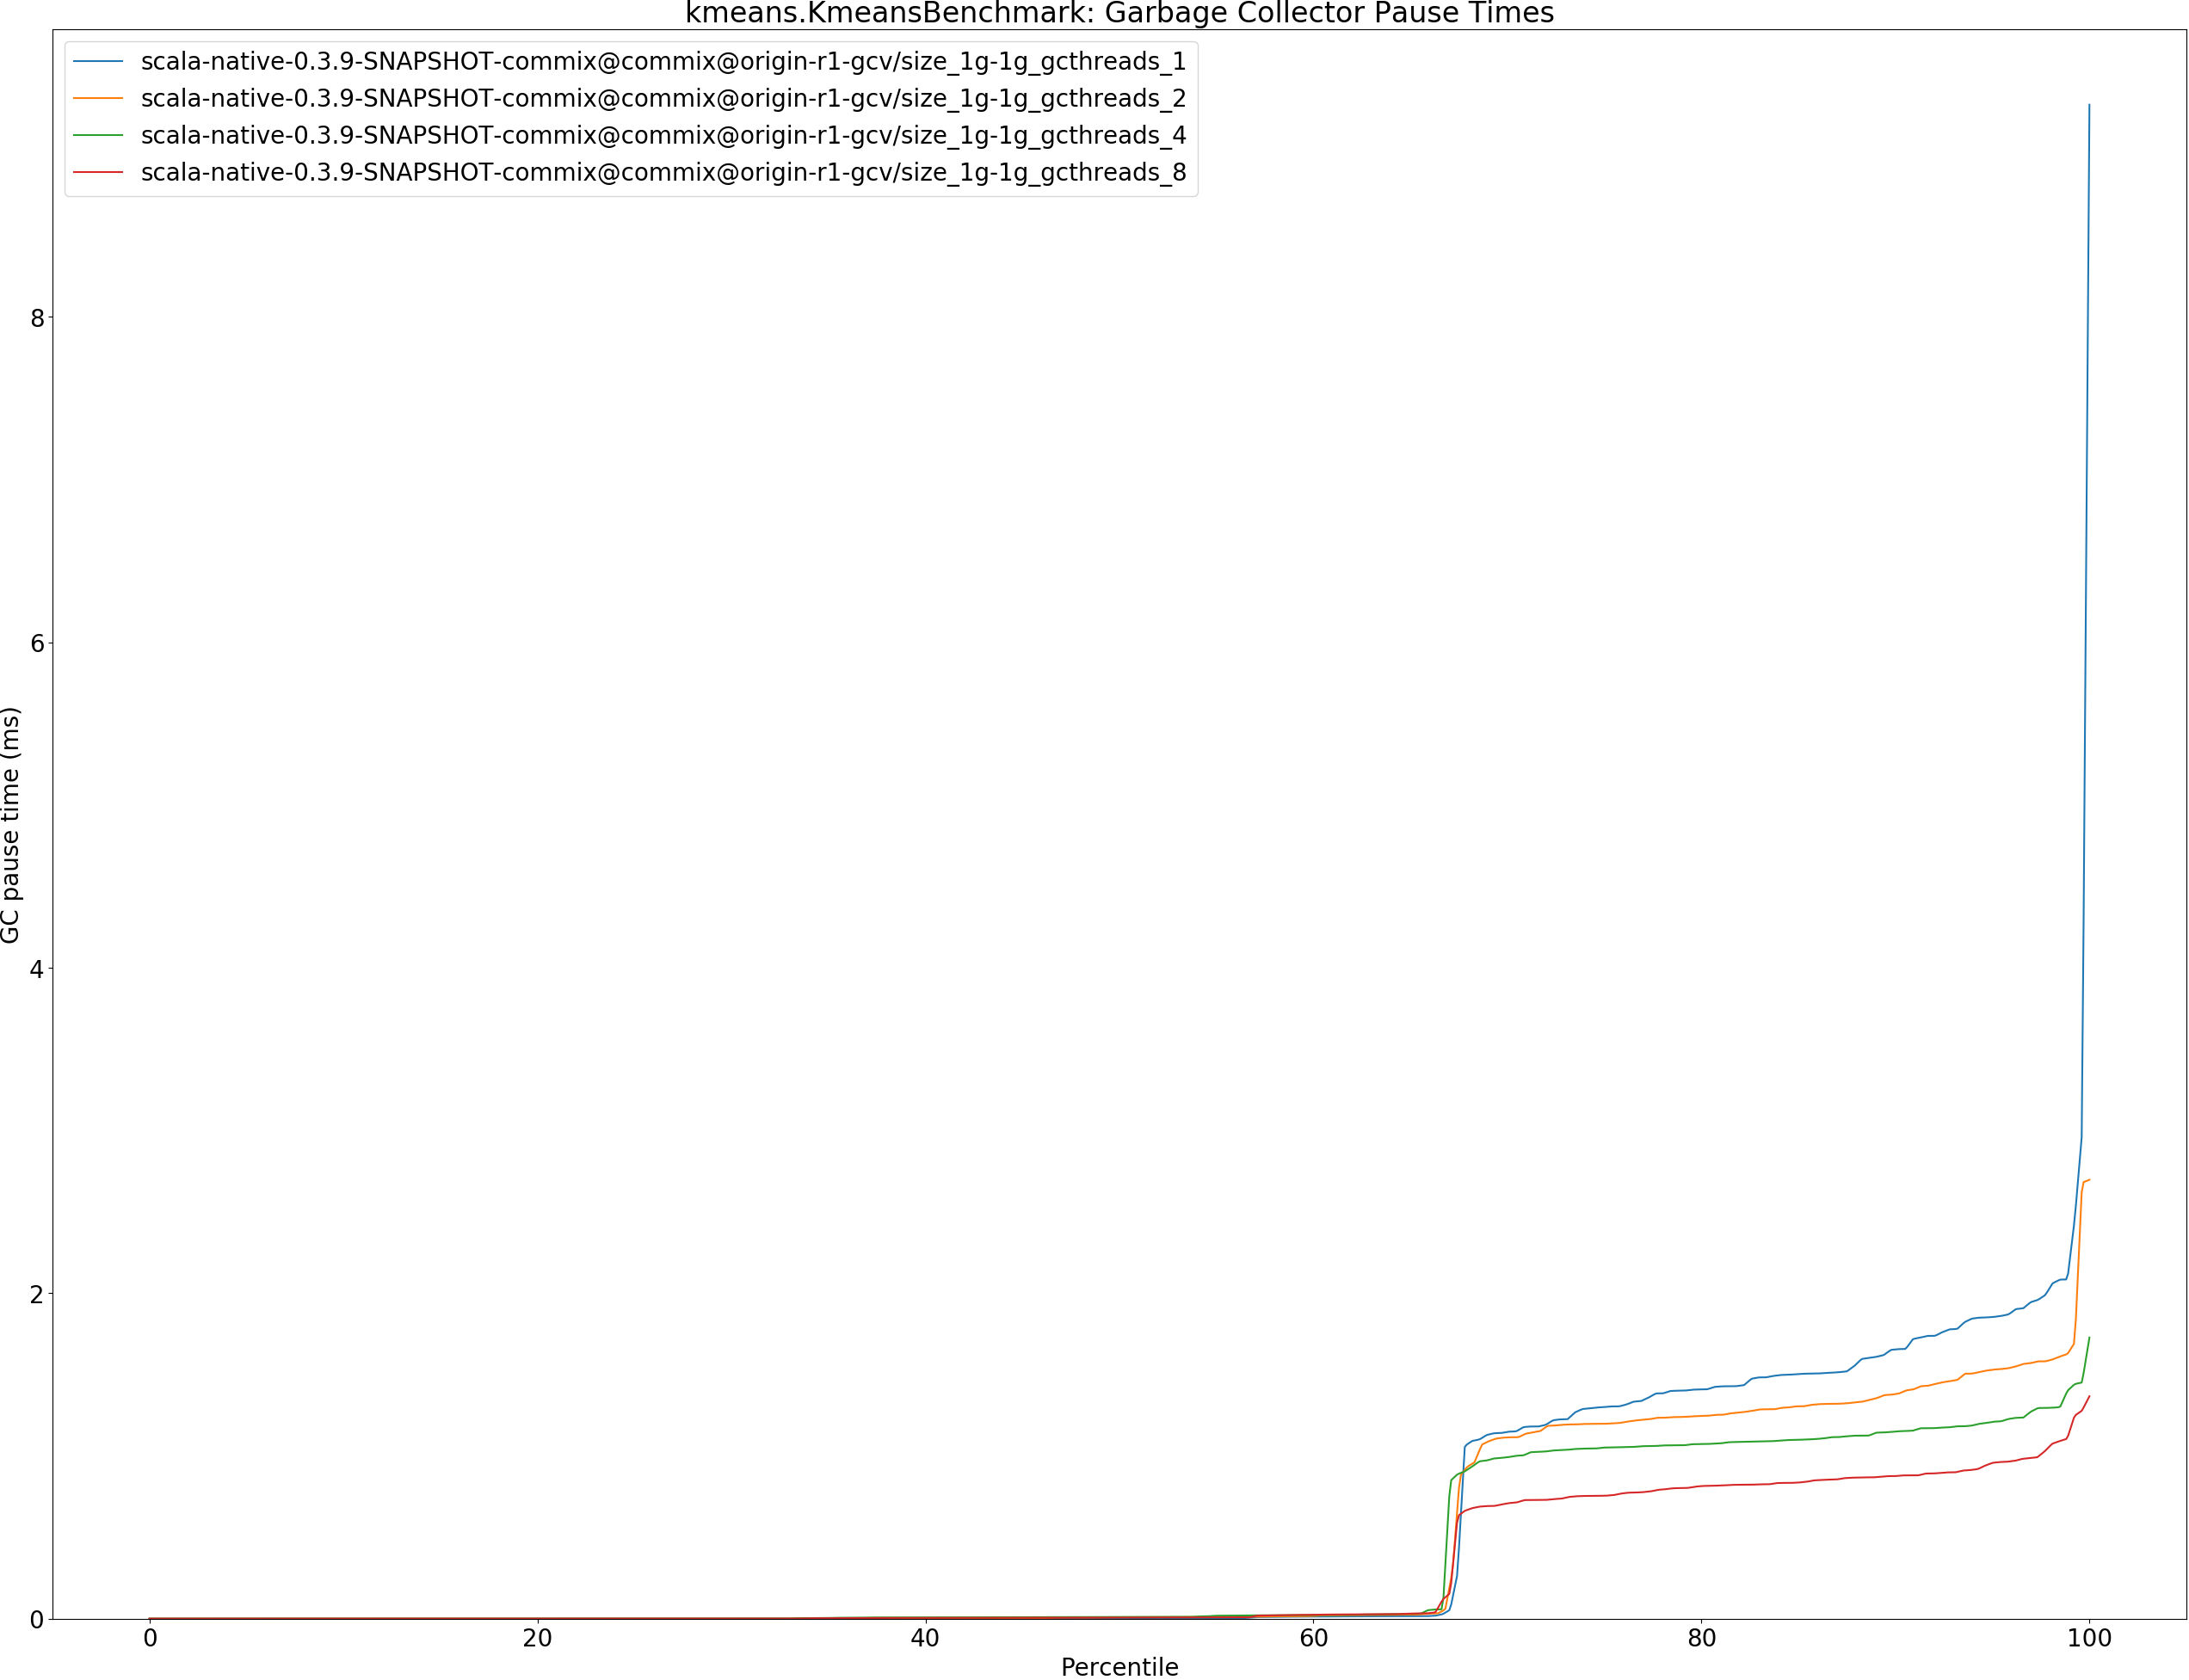 kmeans.KmeansBenchmark: Garbage Collector Pause Times
scala-native-0.3.9-SNAPSHOT-commix@commix@origin-r1-gcv/size_1g-1g_gcthreads_1
scala-native-0.3.9-SNAPSHOT-commix@commix@origin-r1-gcv/size_1g-1g_gcthreads_2
scala-native-0.3.9-SNAPSHOT-commix@commix@origin-r1-gcv/size_1g-1g_gcthreads_4
scala-native-0.3.9-SNAPSHOT-commix@commix@origin-r1-gcv/size_1g-1g_gcthreads_8
8
6
4
2
0
GC pause time (ms)
0 20 40 60 80 100
Percentile